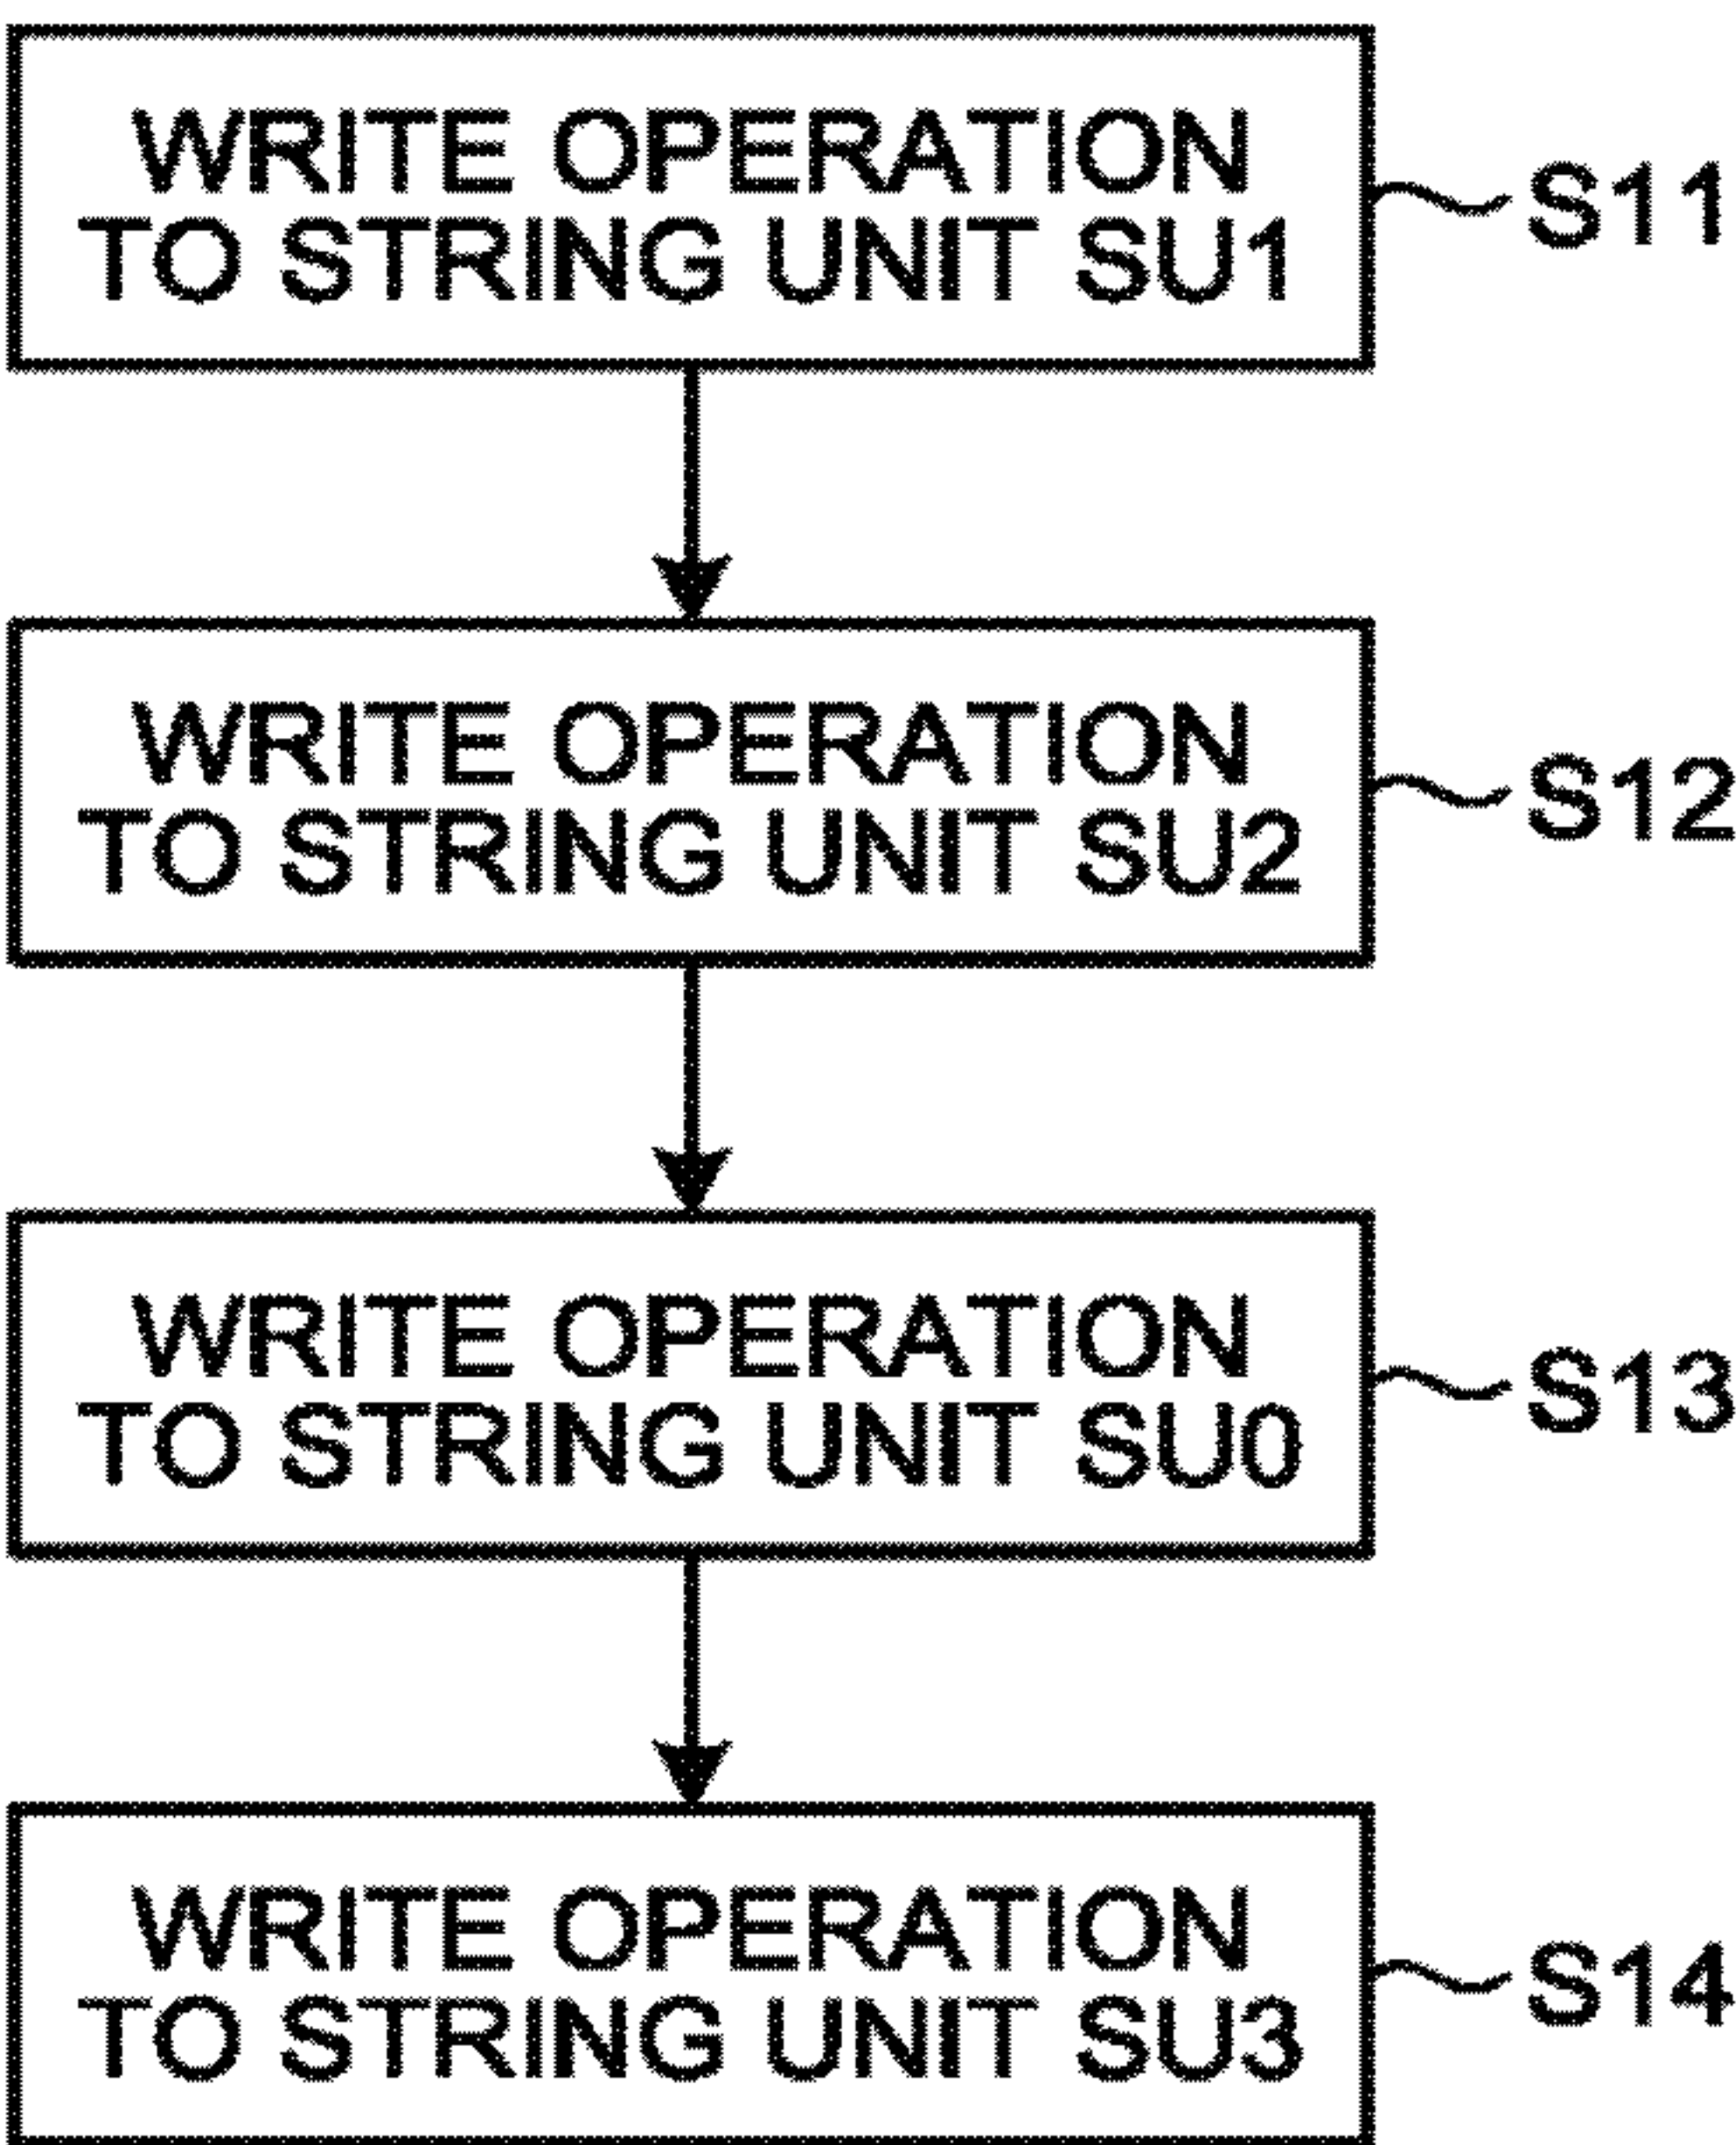 WRITE OPERATION
TO STRING UNIT SU1
S11
WRITE OPERATION
TO STRING UNIT SU2
S12
WRITE OPERATION
TO STRING UNIT SU0
S13
WRITE OPERATION
TO STRING UNIT SU3
S14